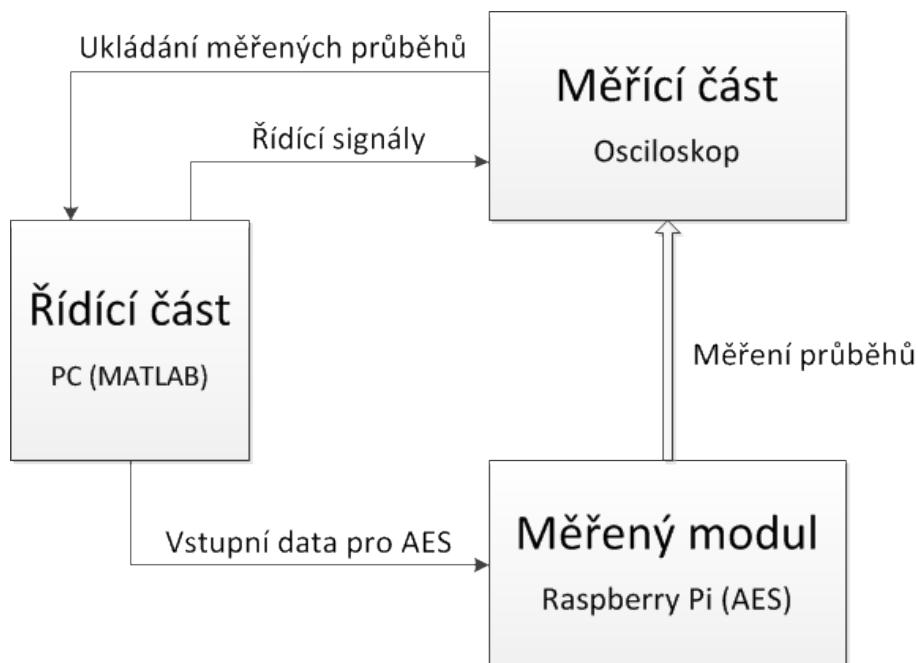 Ukládání měřených průběhů
Měřící část
Osciloskop
Řídící signály
Řídící část
PC (MATLAB)
Měření průběhů
Vstupní data pro AES
Měřený modul
Raspberry Pi (AES)